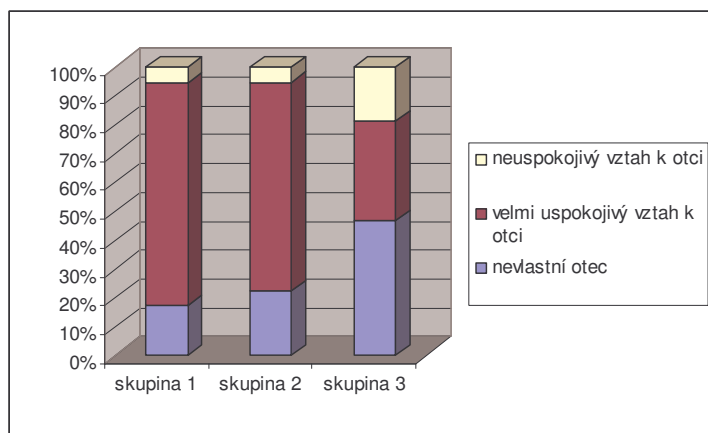 100%
90%
80%
70%
60%
50%
40%
30%
20%
10%
0%
skupina 1 skupina 2 skupina 3
neuspokojivý vztah k otci
velmi uspokojivý vztah k
otci
nevlastní otec